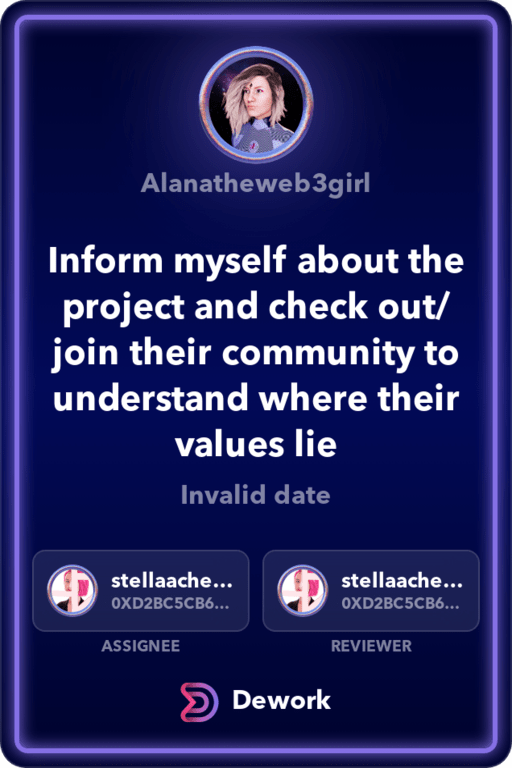 Alanatheweb3girl
Inform myself about the
project and check out/
join their community to
understand where their
values lie
Invalid date
stellaache...
0XD2BC5CB6...
stellaache...
0XD2BC5CB6...
ASSIGNEE
REVIEWER
Dework